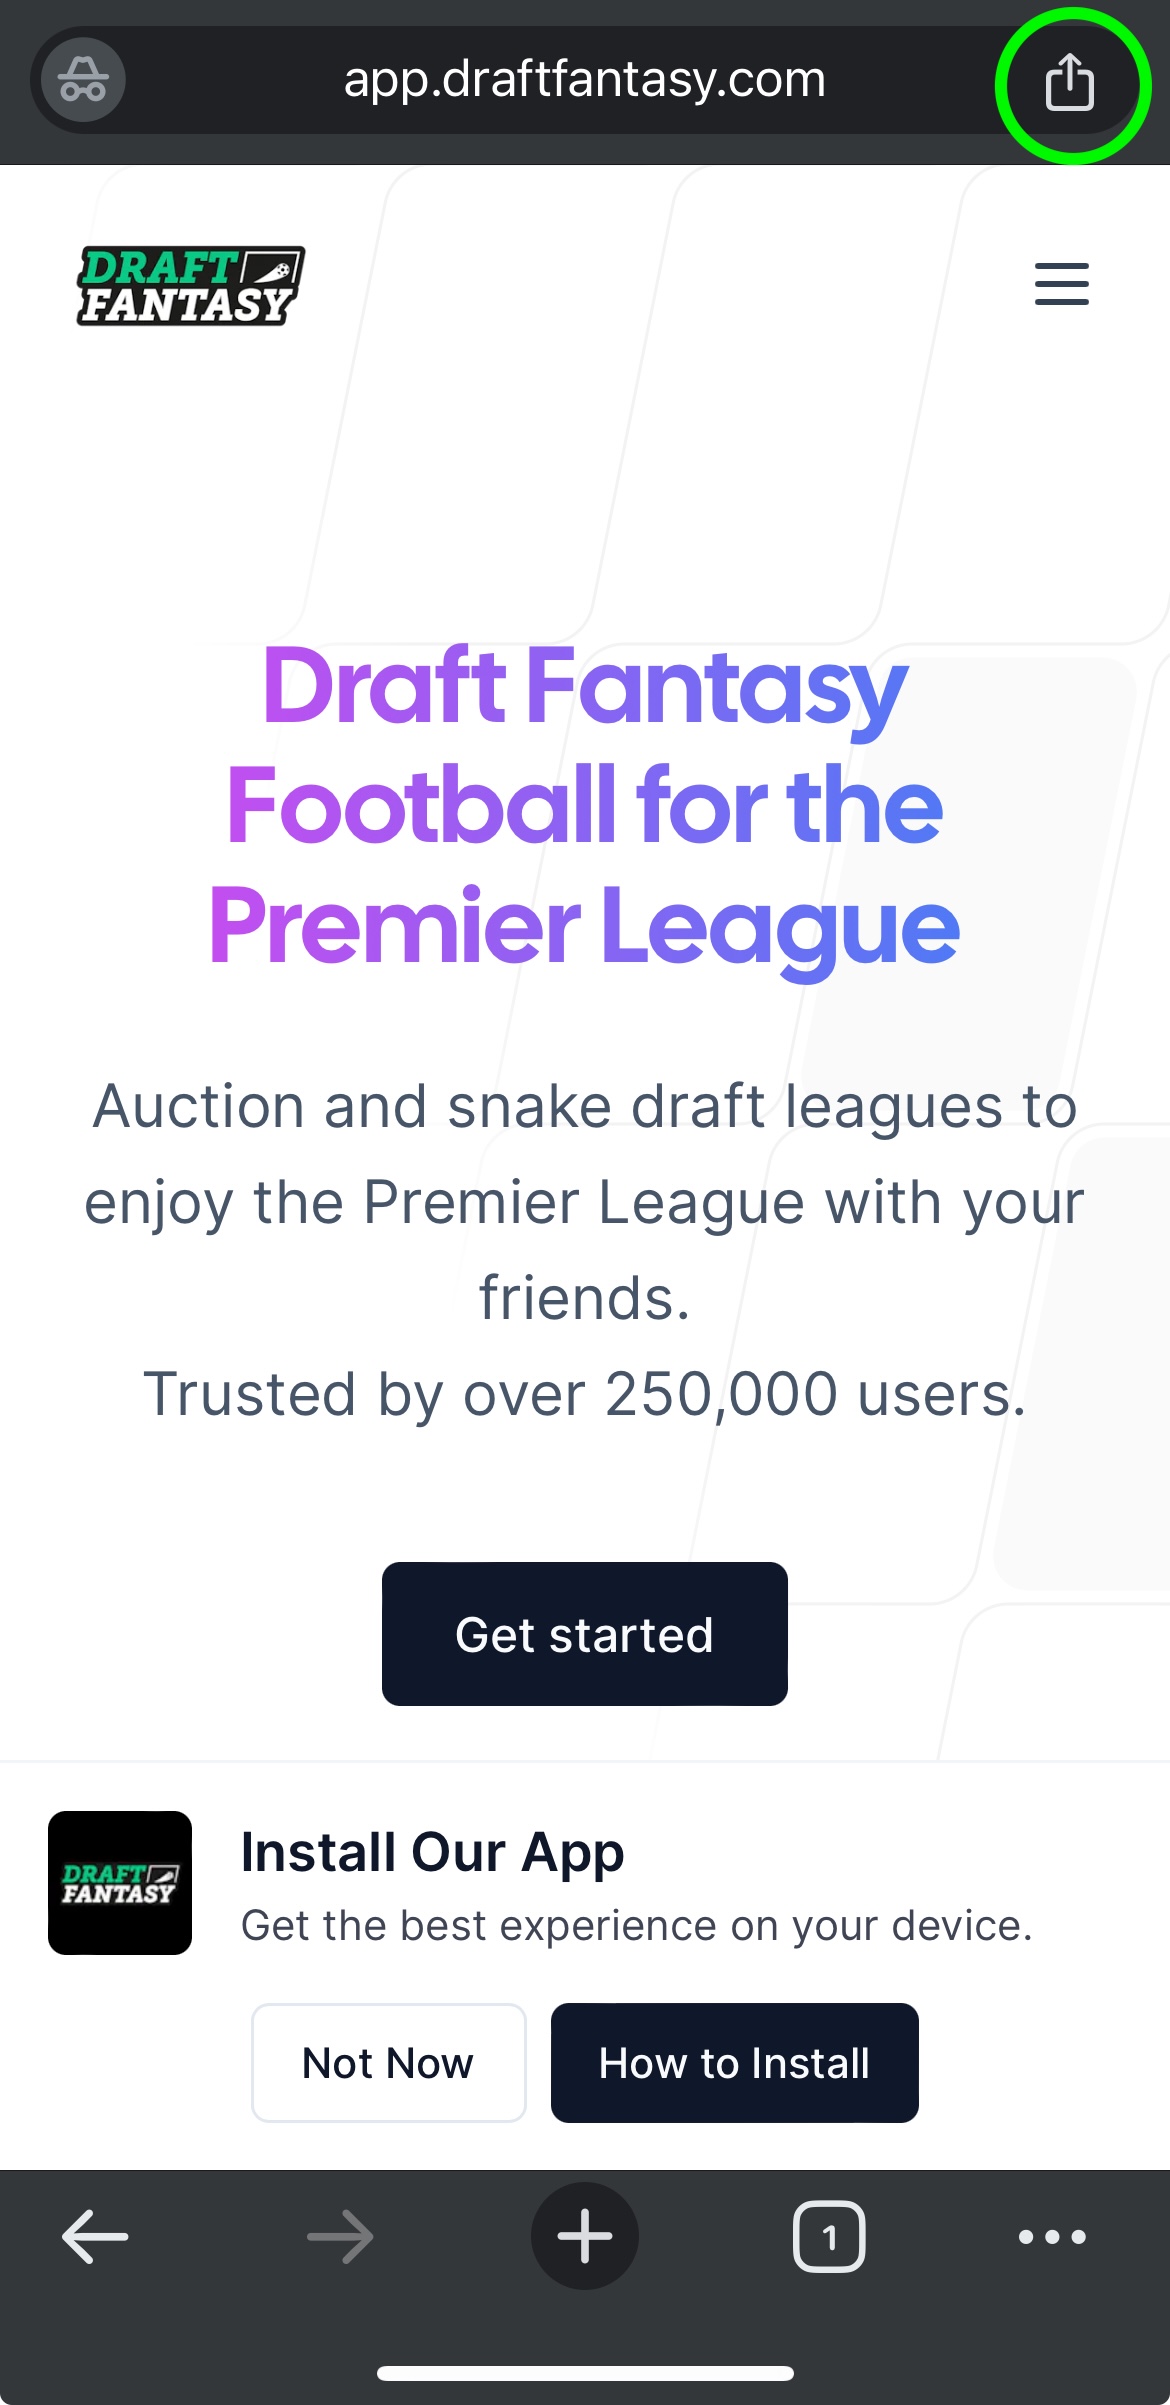 app.draftfantasy.com
DRAFT
FANTASY
Draft Fantasy
Football for the
Premier League
Auction and snake draft leagues to
enjoy the Premier League with your
friends.
Trusted by over 250,000 users.
Get started
DRAFT
FANTASY
Install Our App
Get the best experience on your device.
Not Now
How to Install
1